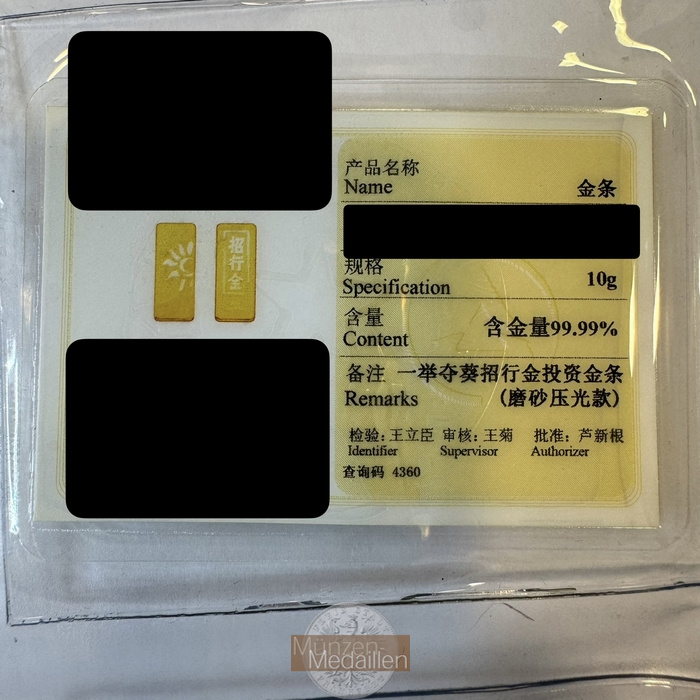 产品名称
Name
金条
规格
Specification
10g
含量
Content
含金量99.99%
备注
Remarks
一举夺葵招行金投资金条
(磨砂压光款)
检验：王立臣 审核：王菊 批准：芦新根
Identifier Supervisor Authorizer
查询码 4360
招
行
金
Münzen-
Medaillen